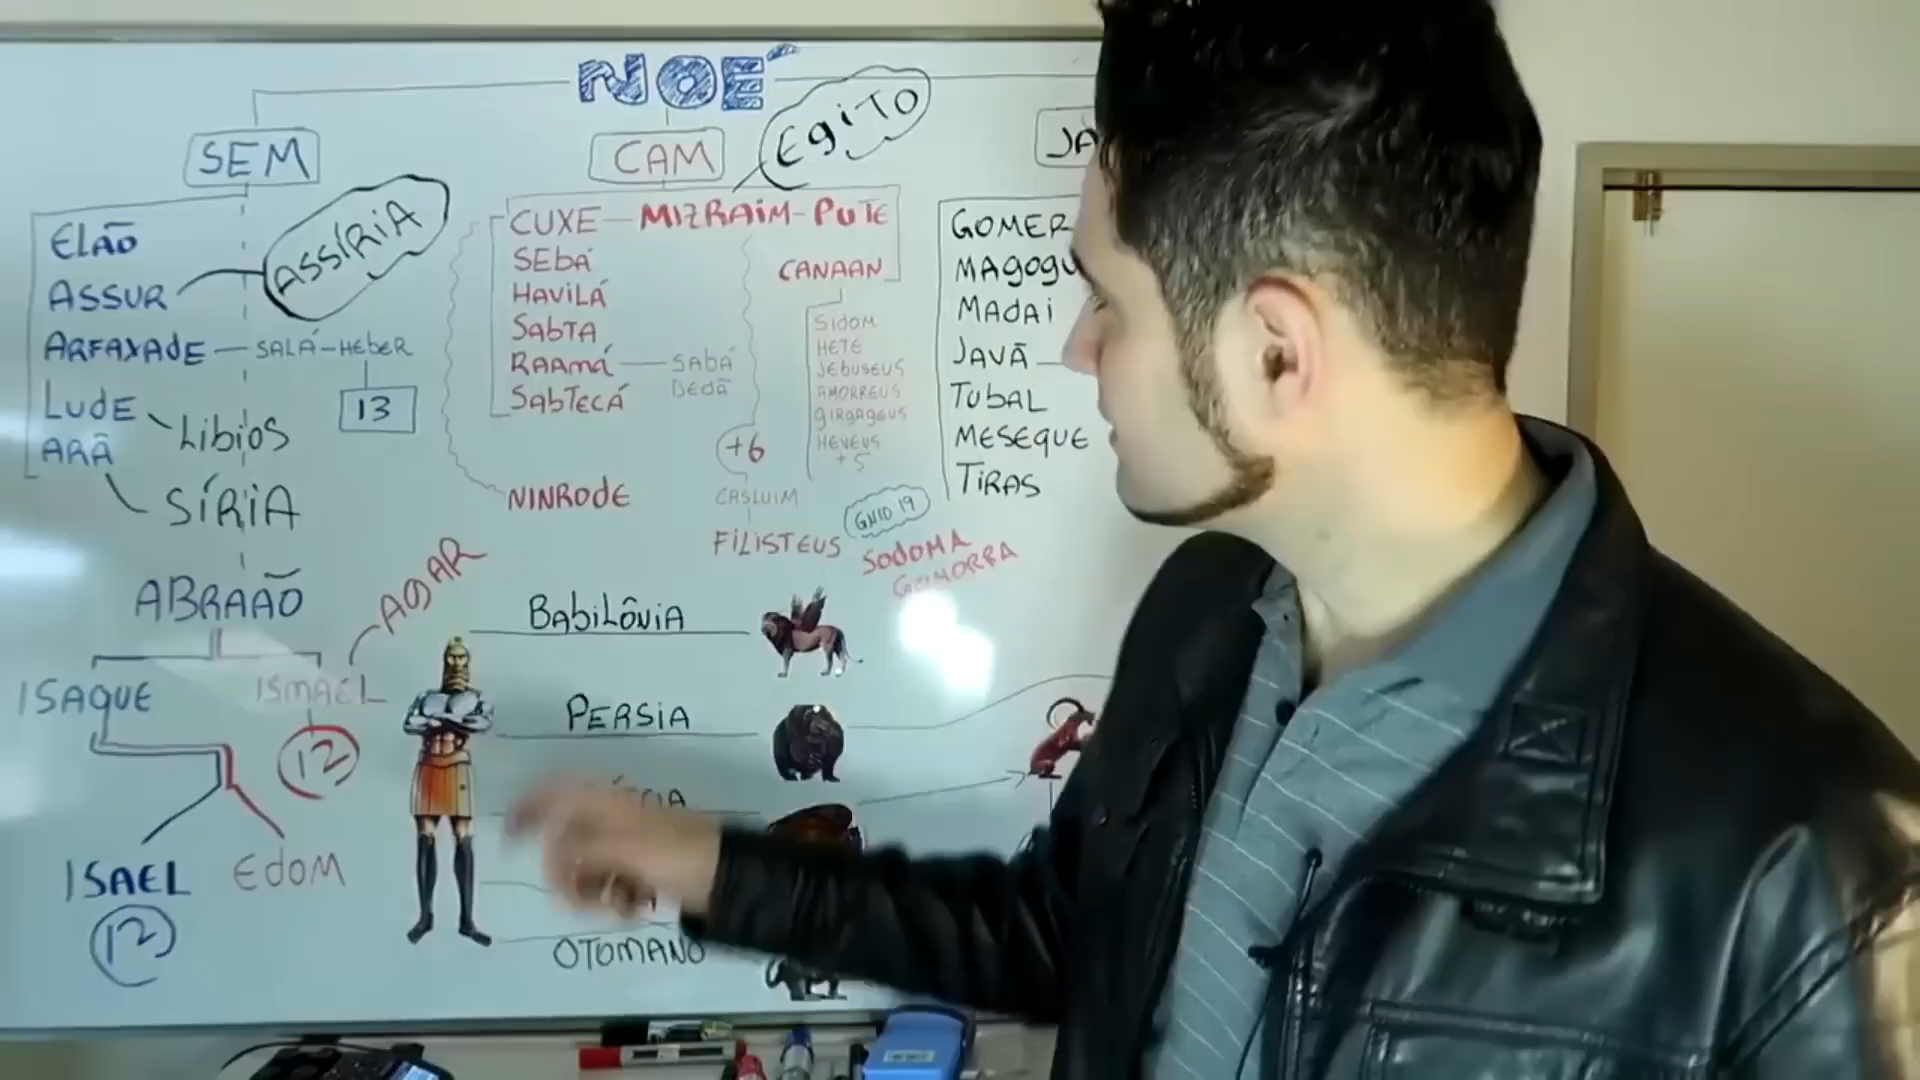 NOÉ
EGITO
SEM
CAM
JA
ASSÍRIA
ELÃO
ASSUR
ARFAXADE — SALÁ - HEBER
13
LUDE
LIBIOS
ARÃ
SÍRIA
CUXE — MIZRAIM - PUTE
SEBÁ
HAVILÁ
SABTA
RAAMÁ — SABÁ
DEDÃ
SABTECÁ
CANAAN
SIDOM
HETE
JEBUSEUS
AMORREUS
GIRGAGEUS
HEVEUS
+5
+6
CASLUIM
FILISTEUS
NINRODE
GN10 19
SODOMA
GOMORRA
GOMER
MAGOGU
MADAI
JAVÃ
TUBAL
MESEQUE
TIRAS
ABRAÃO
AGAR
ISAQUE
ISMAEL
12
ISAEL
12
EDOM
BABILÔNIA
PERSIA
OTOMANO